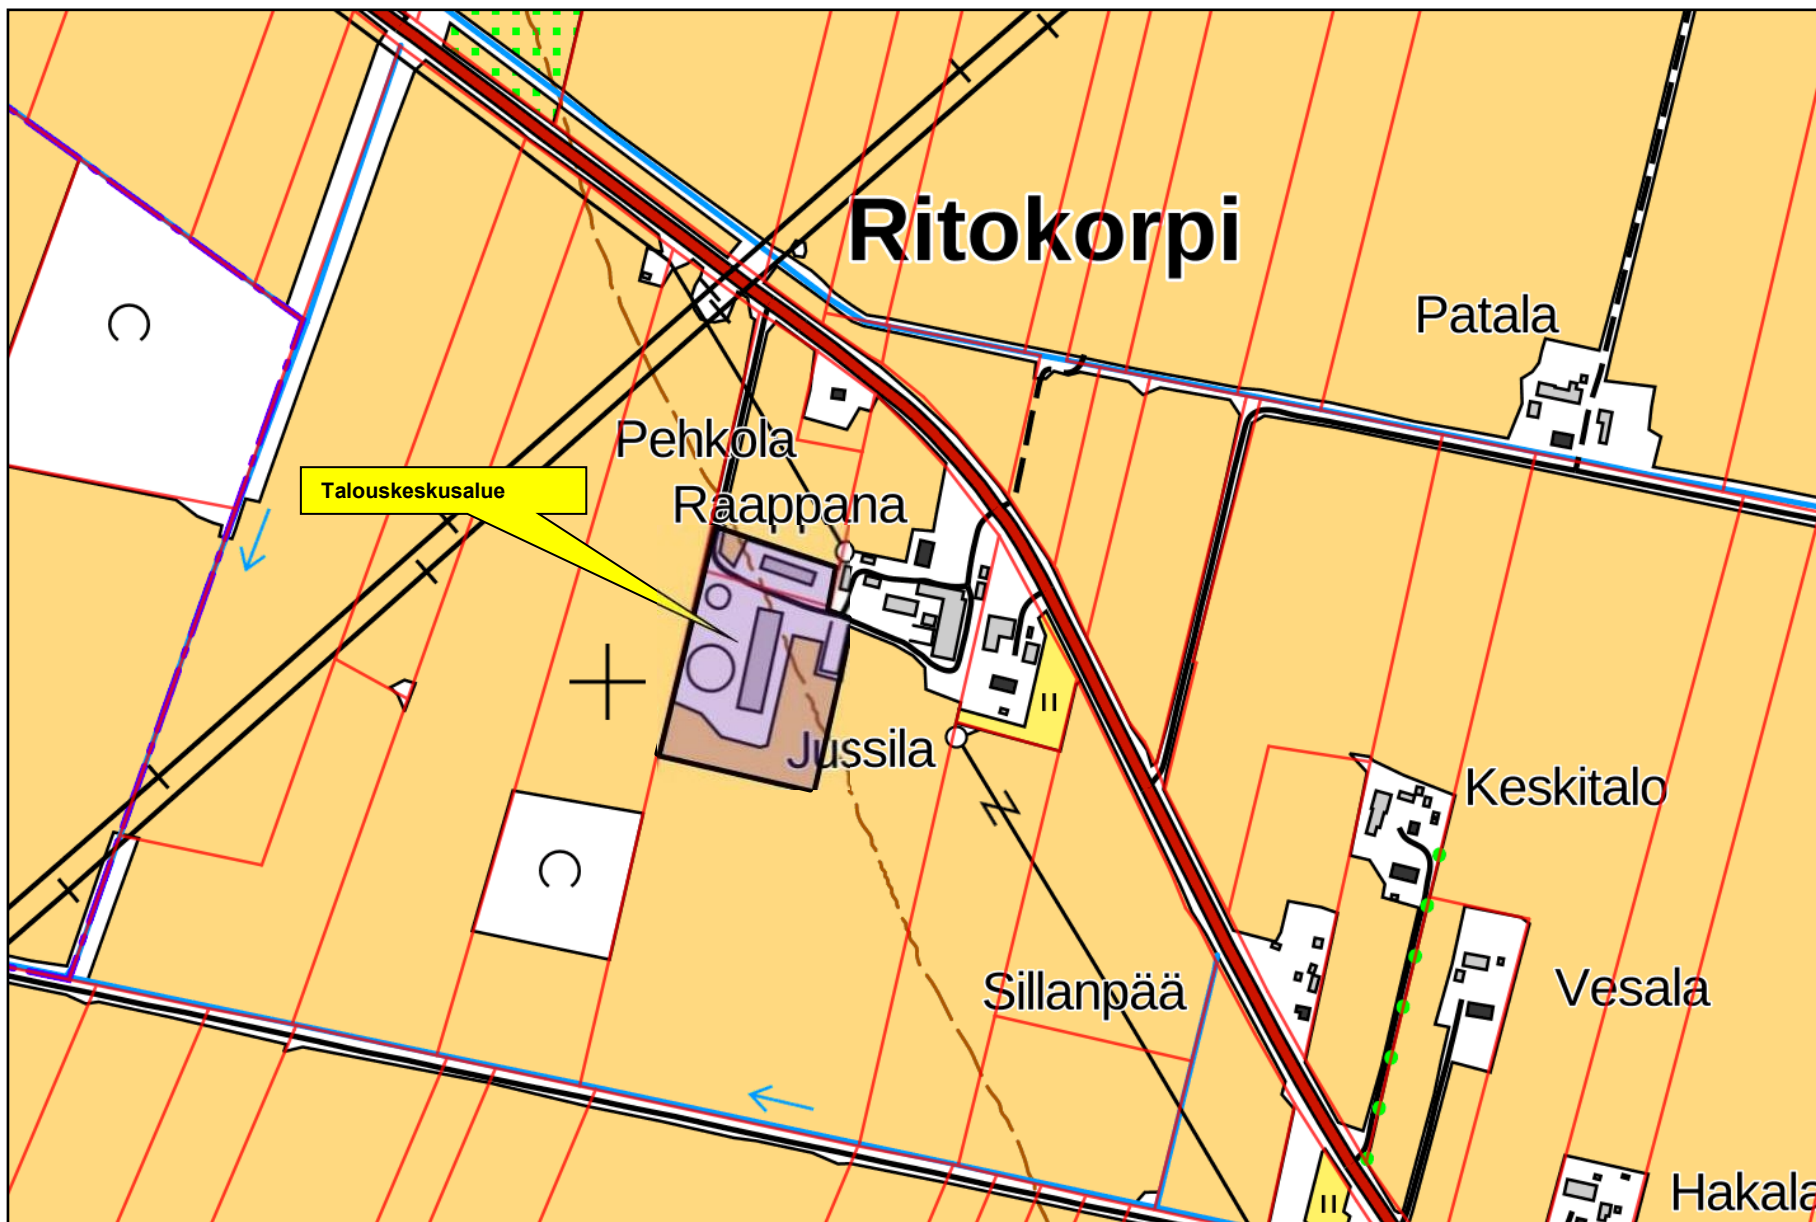 Ritokorpi
Patala
Pehkola
Talouskeskusalue
Raappana
Jussila
Keskitalo
Sillanpää
Vesala
Hakala